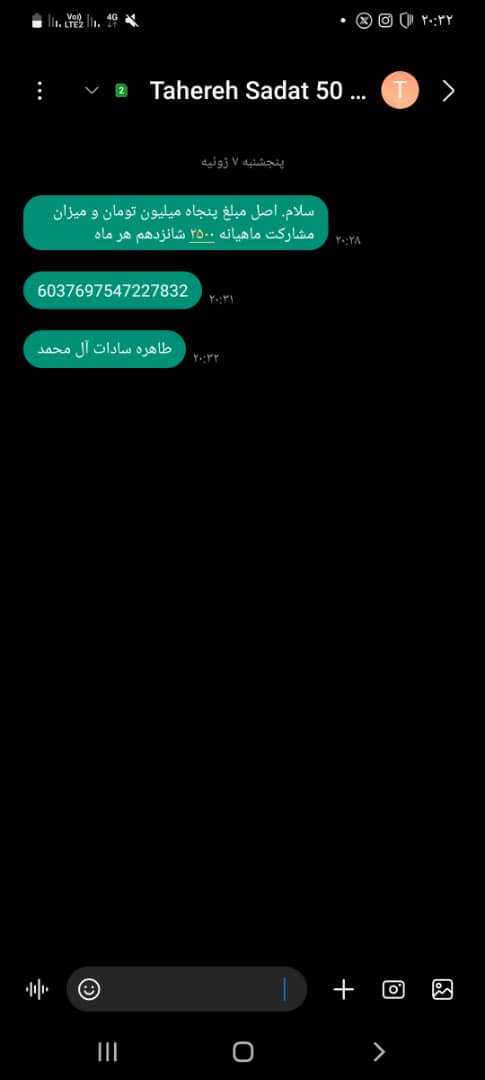 ۲۰:۳۲
4G
Vo))
LTE2
Tahereh Sadat 50 ...
2
T
پنجشنبه ۷ ژوئیه
سلام. اصل مبلغ پنجاه میلیون تومان و میزان
مشارکت ماهیانه ۲۵۰۰ شانزدهم هر ماه
۲۰:۲۸
6037697547227832
۲۰:۳۱
طاهره سادات آل محمد
۲۰:۳۲